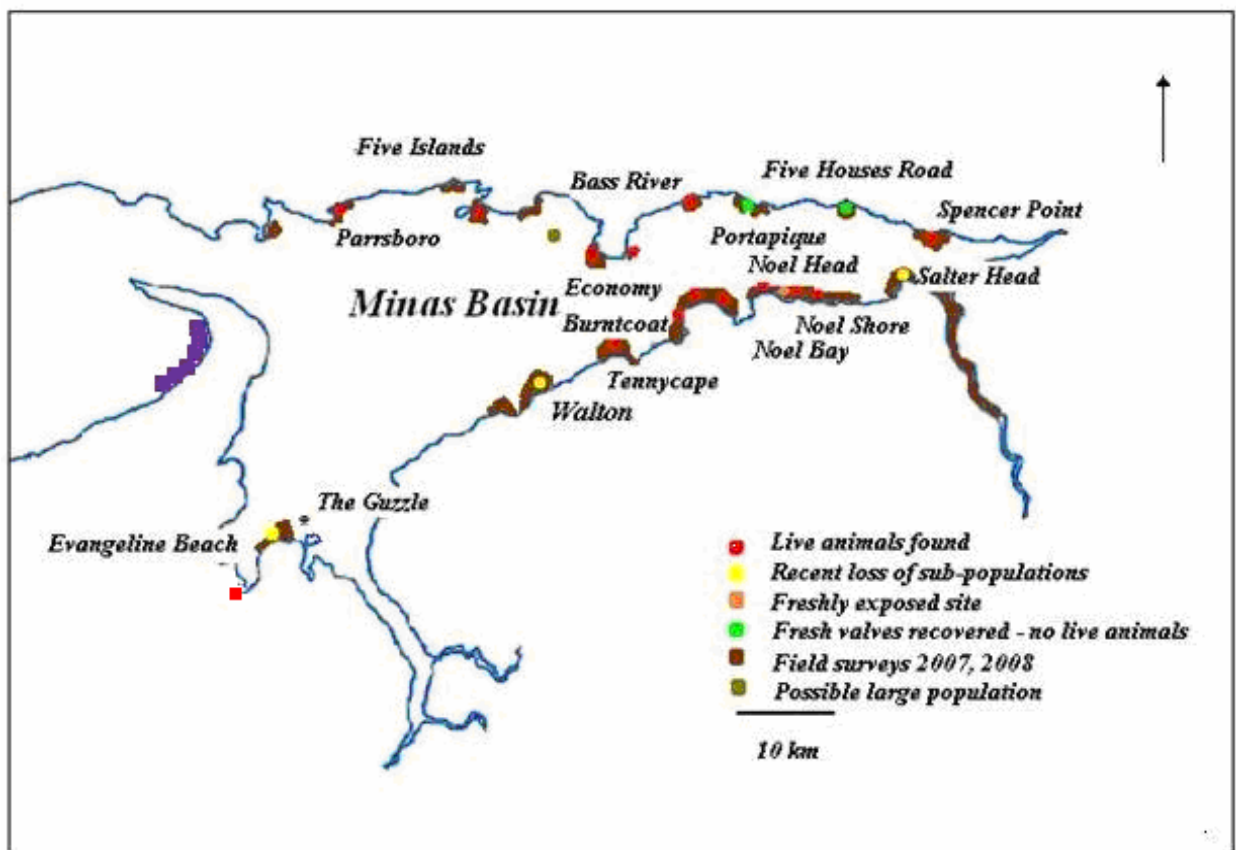 Five Islands
Bass River
Five Houses Road
Spencer Point
Parrsboro
Portapique
Noel Head
Salter Head
Economy
Minas Basin
Burntcoat
Noel Shore
Noel Bay
Tennycape
Walton
The Guzzle
Evangeline Beach
Live animals found
Recent loss of sub-populations
Freshly exposed site
Fresh valves recovered - no live animals
Field surveys 2007, 2008
Possible large population
10 km